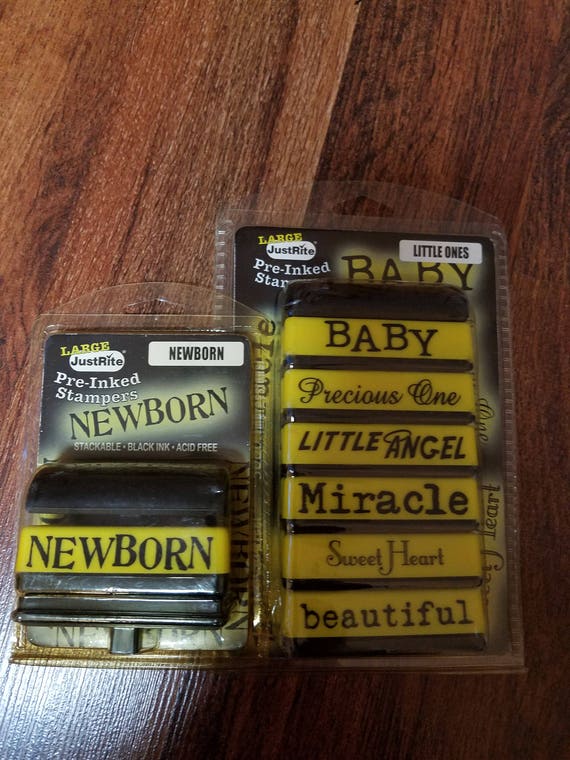 LARGE
JustRite
Pre-Inked
Stampers
NEWBORN
NEWBORN
STACKABLE • BLACK INK • ACID FREE
NEWBORN
LARGE
JustRite
Pre-Inked
LITTLE ONES
BABY
BABY
Precious One
LITTLE ANGEL
Miracle
Sweet Heart
beautiful